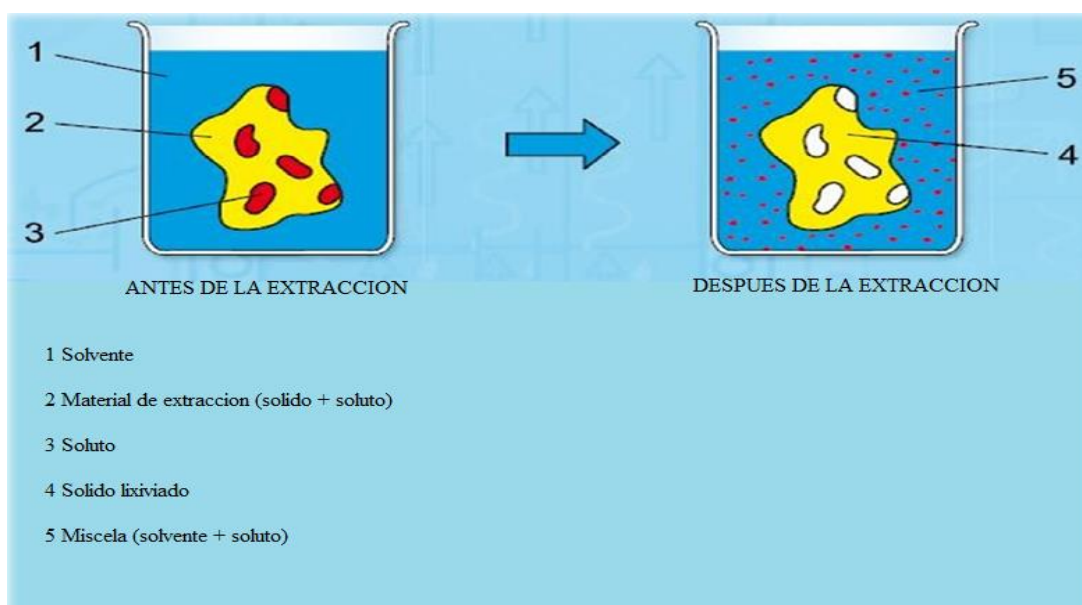 1
2
3
5
4
ANTES DE LA EXTRACCION
DESPUES DE LA EXTRACCION
1 Solvente
2 Material de extraccion (solido + soluto)
3 Soluto
4 Solido lixiviado
5 Miscela (solvente + soluto)